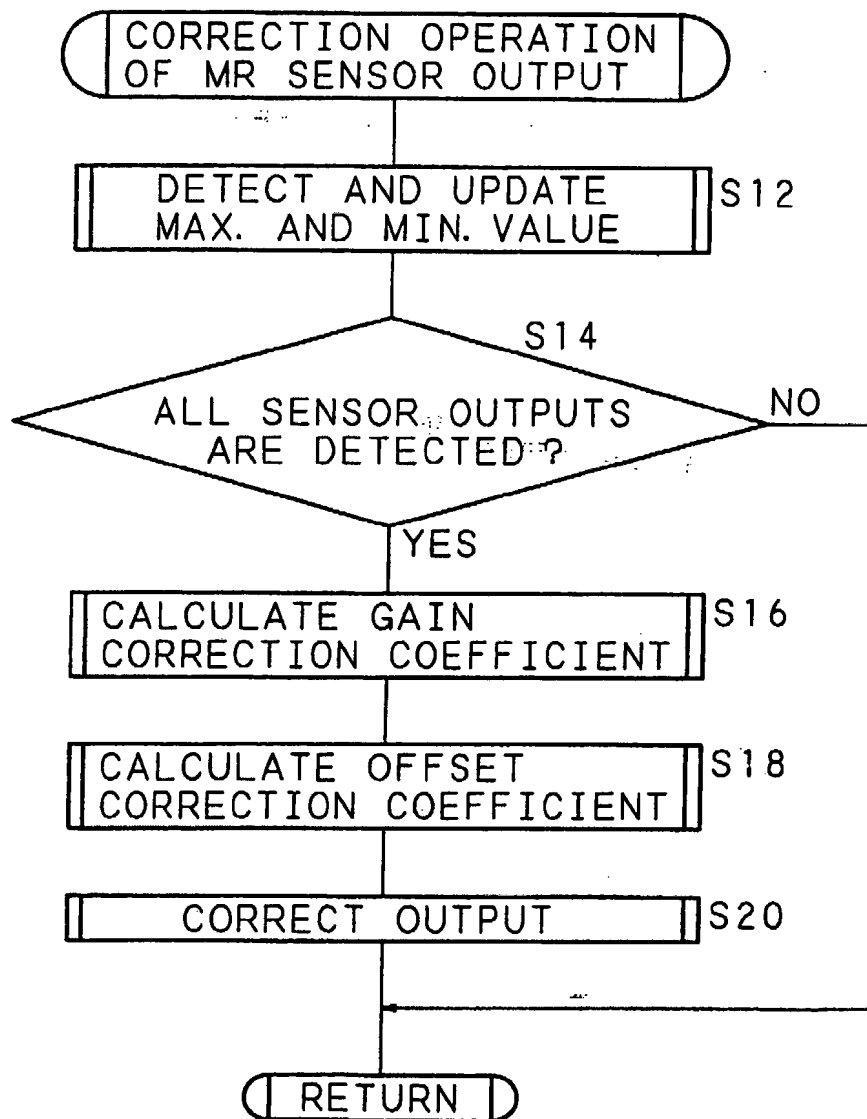 CORRECTION OPERATION
OF MR SENSOR OUTPUT
DETECT AND UPDATE
MAX. AND MIN. VALUE
S12
S14
ALL SENSOR OUTPUTS
ARE DETECTED?
NO
YES
CALCULATE GAIN
CORRECTION COEFFICIENT
S16
CALCULATE OFFSET
CORRECTION COEFFICIENT
S18
CORRECT OUTPUT
S20
RETURN